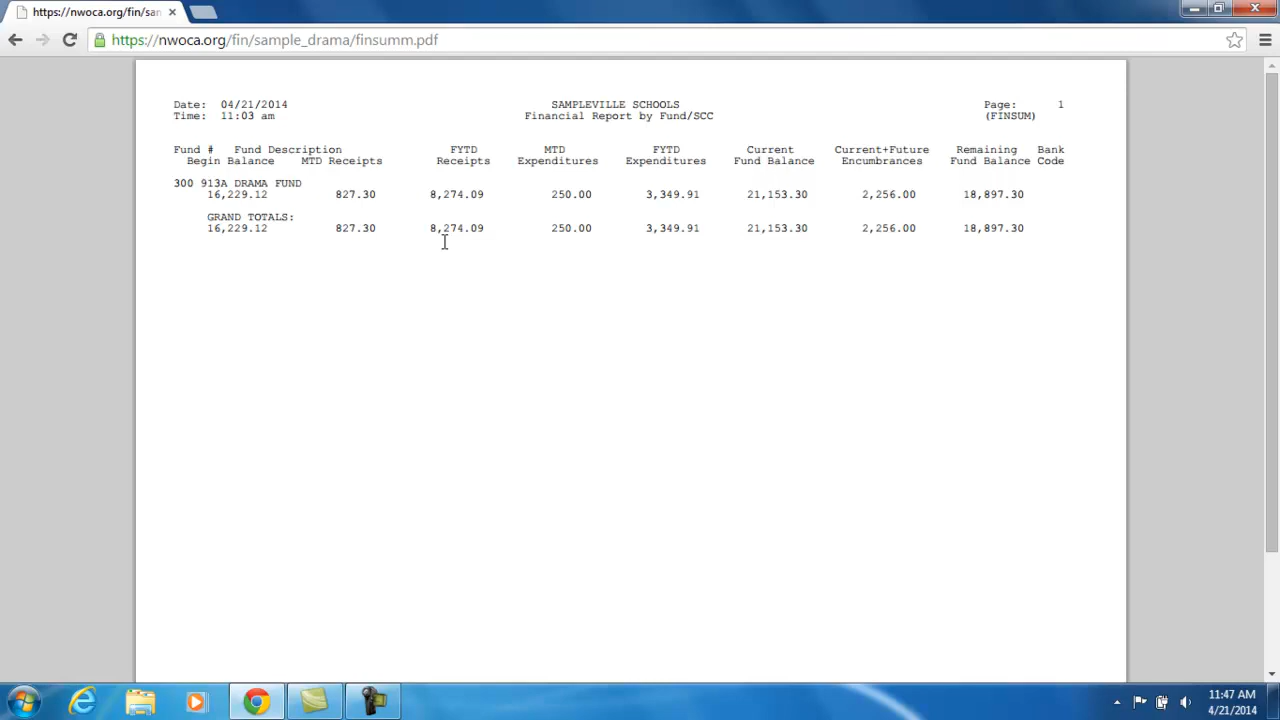 https://nwoca.org/fin/san
https://nwoca.org/fin/sample_drama/finsumm.pdf
Date: 04/21/2014 SAMPLEVILLE SCHOOLS Page: 1
Time: 11:03 am Financial Report by Fund/SCC (FINSUM)
Fund # Fund Description FYTD MTD FYTD Current Current+Future Remaining Bank
Begin Balance MTD Receipts Receipts Expenditures Expenditures Fund Balance Encumbrances Fund Balance Code
300 913A DRAMA FUND
16,229.12 827.30 8,274.09 250.00 3,349.91 21,153.30 2,256.00 18,897.30
GRAND TOTALS:
16,229.12 827.30 8,274.09 250.00 3,349.91 21,153.30 2,256.00 18,897.30
11:47 AM
4/21/2014